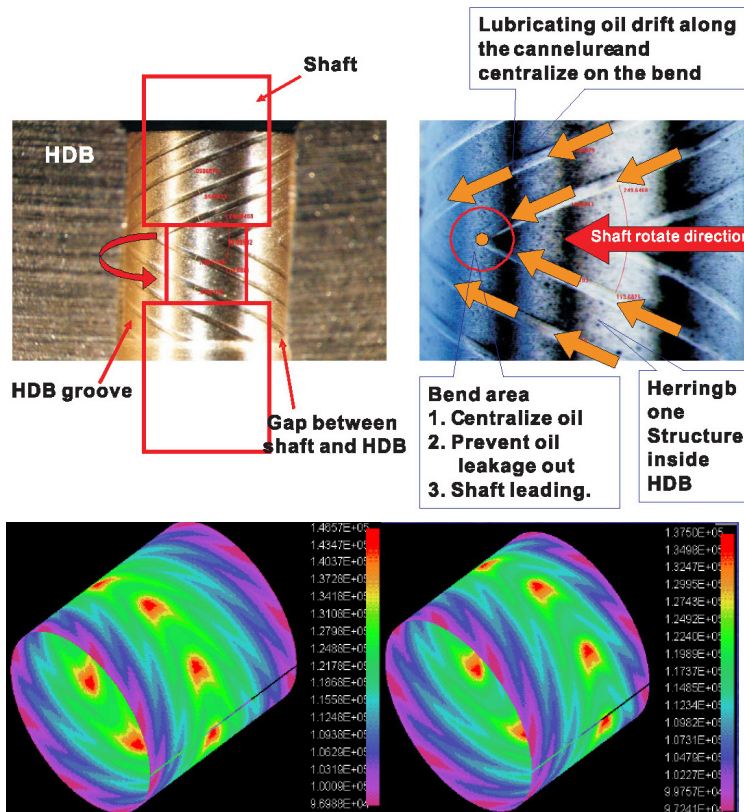 Shaft
HDB
HDB groove
Gap between
shaft and HDB
Lubricating oil drift along
the cannelureand
centralize on the bend
249.6498
Shaft rotate direction
213.6875
Bend area
1. Centralize oil
2. Prevent oil
leakage out
3. Shaft leading.
Herringb
one
Structure
inside
HDB
1.4657E+05
1.4347E+05
1.4037E+05
1.3728E+05
1.3418E+05
1.3108E+05
1.2798E+05
1.2488E+05
1.2178E+05
1.1868E+05
1.1558E+05
1.1248E+05
1.0938E+05
1.0629E+05
1.0319E+05
1.0009E+05
9.6988E+04
1.3750E+05
1.3498E+05
1.3247E+05
1.2995E+05
1.2743E+05
1.2492E+05
1.2240E+05
1.1989E+05
1.1737E+05
1.1485E+05
1.1234E+05
1.0982E+05
1.0731E+05
1.0479E+05
1.0227E+05
9.9757E+04
9.7241E+04